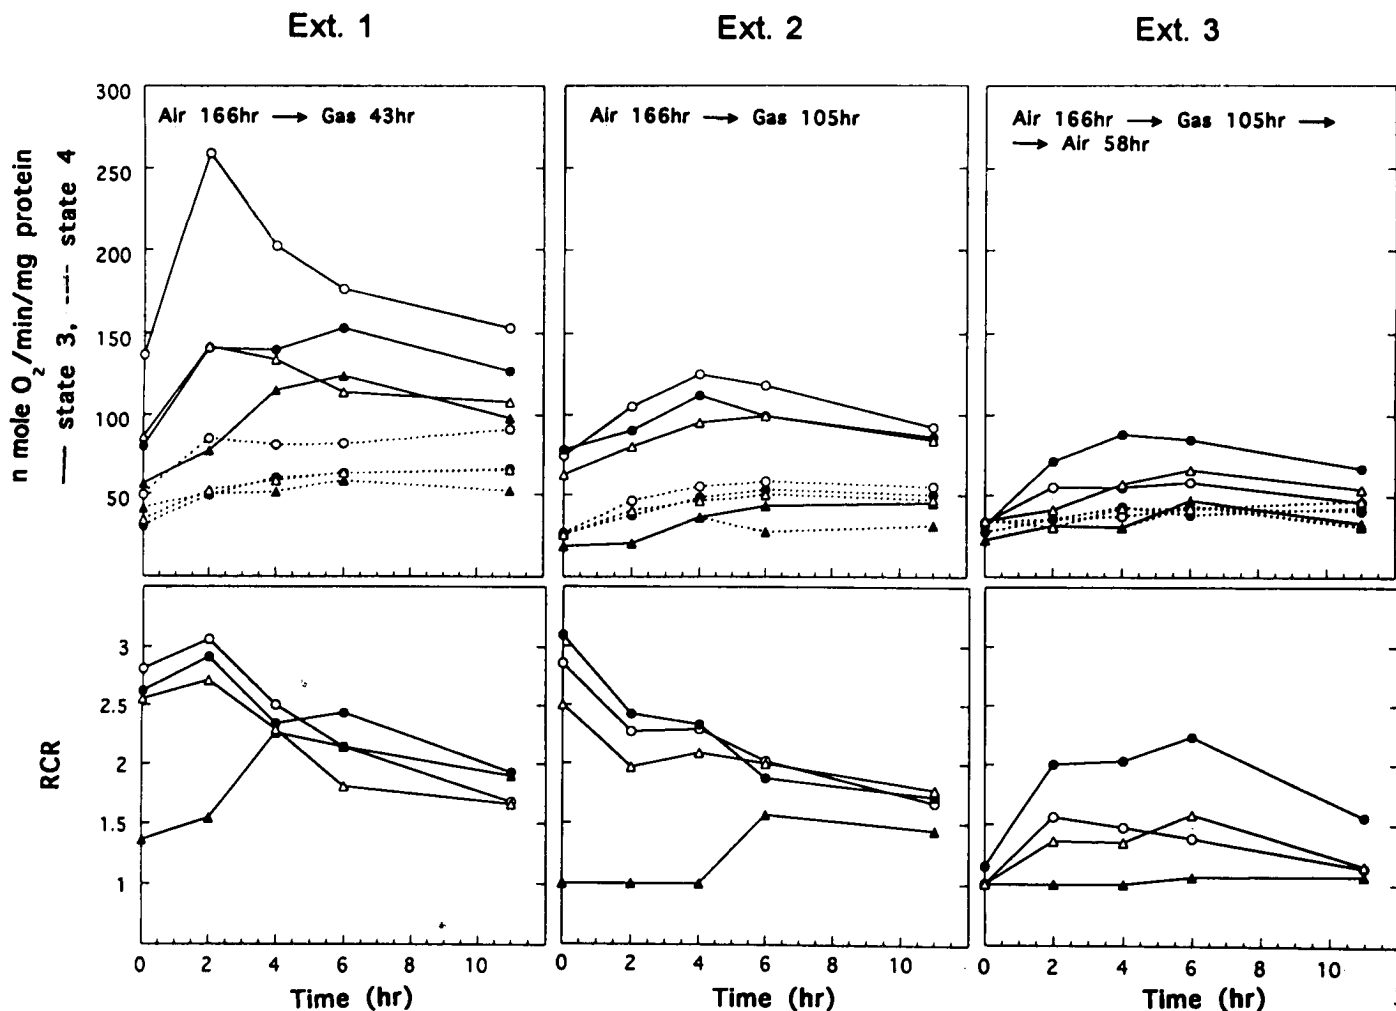 Ext. 1
Ext. 2
Ext. 3
n mole O2/min/mg protein
— state 3, ---- state 4
300
250
200
150
100
50
Air 166hr → Gas 43hr
Air 166hr → Gas 105hr
Air 166hr → Gas 105hr →
→ Air 58hr
RCR
3
2.5
2
1.5
1
0 2 4 6 8 10
0 2 4 6 8 10
0 2 4 6 8 10
Time (hr)
Time (hr)
Time (hr)